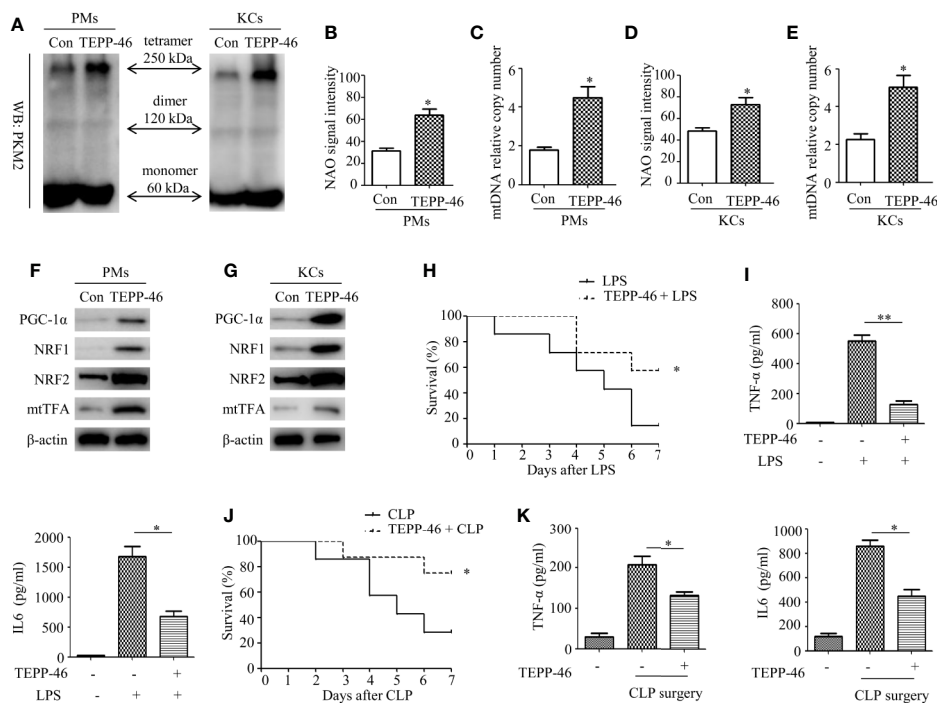 A
PMs
Con TEPP-46
tetramer
250 kDa
dimer
120 kDa
monomer
60 kDa
KCs
Con TEPP-46
WB: PKM2
B
NAO signal intensity
100
80
60
40
20
0
*
Con
TEPP-46
PMs
C
mtDNA relative copy number
6
4
2
0
*
Con
TEPP-46
PMs
D
NAO signal intensity
100
80
60
40
20
0
*
Con
TEPP-46
KCs
E
mtDNA relative copy number
6
4
2
0
*
Con
TEPP-46
KCs
F
PMs
Con TEPP-46
PGC-1α
NRF1
NRF2
mtTFA
β-actin
G
KCs
Con TEPP-46
PGC-1α
NRF1
NRF2
mtTFA
β-actin
H
LPS
TEPP-46 + LPS
Survival (%)
100
80
60
40
20
0
*
0 1 2 3 4 5 6 7
Days after LPS
I
TNF-α (pg/ml)
600
400
200
0
**
TEPP-46 - - +
LPS - + +
IL6 (pg/ml)
2000
1500
1000
500
0
*
TEPP-46 - - +
LPS - + +
J
CLP
TEPP-46 + CLP
Survival (%)
100
80
60
40
20
0
*
0 1 2 3 4 5 6 7
Days after CLP
K
TNF-α (pg/ml)
300
200
100
0
*
TEPP-46 - - +
CLP surgery
IL6 (pg/ml)
1000
800
600
400
200
0
*
TEPP-46 - - +
CLP surgery